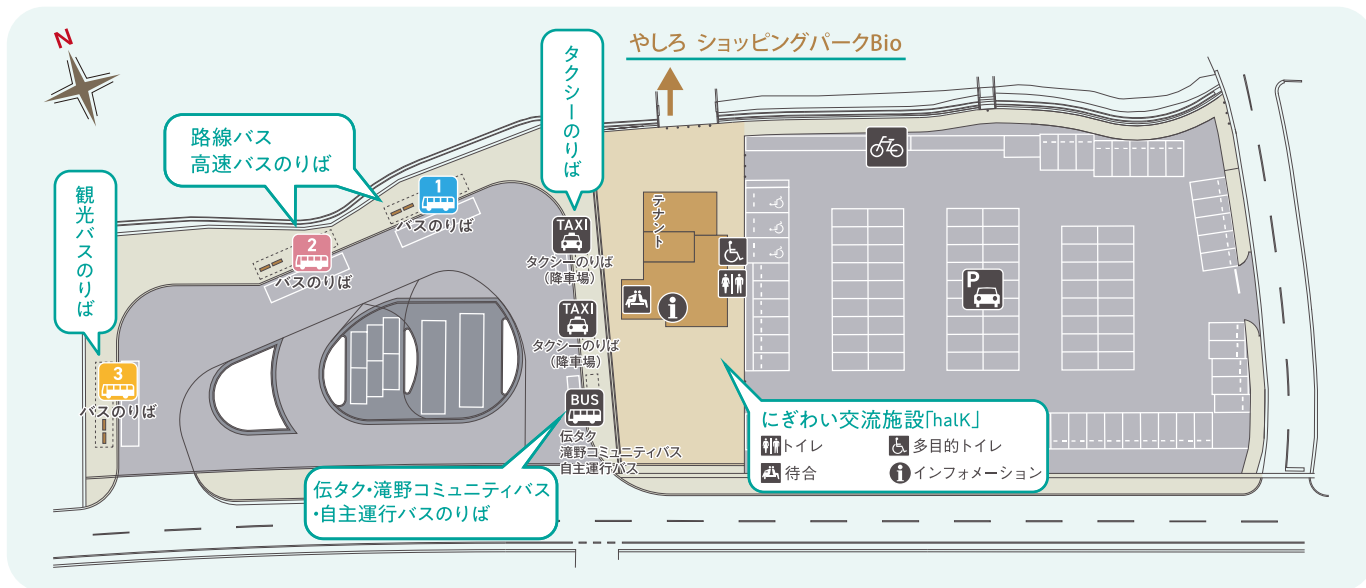 N
やしろ ショッピングパークBio
タクシーのりば
路線バス
高速バスのりば
観光バスのりば
1
バスのりば
2
バスのりば
3
バスのりば
TAXI
タクシーのりば
(降車場)
TAXI
タクシーのりば
(降車場)
BUS
伝タク
滝野コミュニティバス
自主運行バス
伝タク・滝野コミュニティバス
・自主運行バスのりば
テナント
i
P
にぎわい交流施設「halK」
トイレ
多目的トイレ
待合
i
インフォメーション